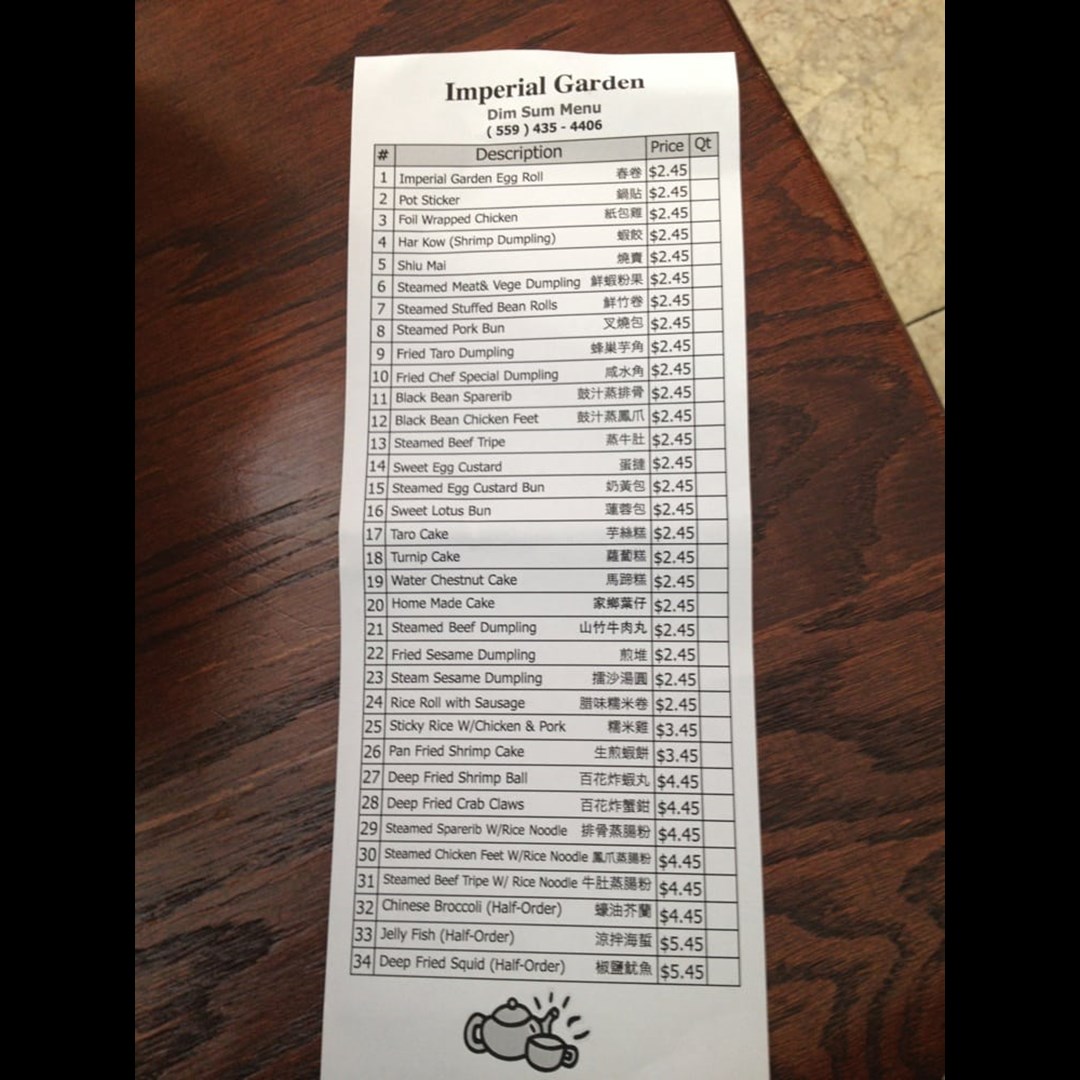 Imperial Garden
Dim Sum Menu
( 559 ) 435 - 4406
# Description Price Qt
1 Imperial Garden Egg Roll 春卷 $2.45
2 Pot Sticker 鍋貼 $2.45
3 Foil Wrapped Chicken 紙包雞 $2.45
4 Har Kow (Shrimp Dumpling) 蝦餃 $2.45
5 Shiu Mai 燒賣 $2.45
6 Steamed Meat& Vege Dumpling 鮮蝦粉果 $2.45
7 Steamed Stuffed Bean Rolls 鮮竹卷 $2.45
8 Steamed Pork Bun 叉燒包 $2.45
9 Fried Taro Dumpling 蜂巢芋角 $2.45
10 Fried Chef Special Dumpling 咸水角 $2.45
11 Black Bean Sparerib 鼓汁蒸排骨 $2.45
12 Black Bean Chicken Feet 鼓汁蒸鳳爪 $2.45
13 Steamed Beef Tripe 蒸牛肚 $2.45
14 Sweet Egg Custard 蛋撻 $2.45
15 Steamed Egg Custard Bun 奶黃包 $2.45
16 Sweet Lotus Bun 蓮蓉包 $2.45
17 Taro Cake 芋絲糕 $2.45
18 Turnip Cake 蘿蔔糕 $2.45
19 Water Chestnut Cake 馬蹄糕 $2.45
20 Home Made Cake 家鄉葉仔 $2.45
21 Steamed Beef Dumpling 山竹牛肉丸 $2.45
22 Fried Sesame Dumpling 煎堆 $2.45
23 Steam Sesame Dumpling 擂沙湯圓 $2.45
24 Rice Roll with Sausage 腊味糯米卷 $2.45
25 Sticky Rice W/Chicken & Pork 糯米雞 $3.45
26 Pan Fried Shrimp Cake 生煎蝦餅 $3.45
27 Deep Fried Shrimp Ball 百花炸蝦丸 $4.45
28 Deep Fried Crab Claws 百花炸蟹鉗 $4.45
29 Steamed Sparerib W/Rice Noodle 排骨蒸腸粉 $4.45
30 Steamed Chicken Feet W/Rice Noodle 鳳爪蒸腸粉 $4.45
31 Steamed Beef Tripe W/ Rice Noodle 牛肚蒸腸粉 $4.45
32 Chinese Broccoli (Half-Order) 蠔油芥蘭 $4.45
33 Jelly Fish (Half-Order) 涼拌海蜇 $5.45
34 Deep Fried Squid (Half-Order) 椒鹽魷魚 $5.45